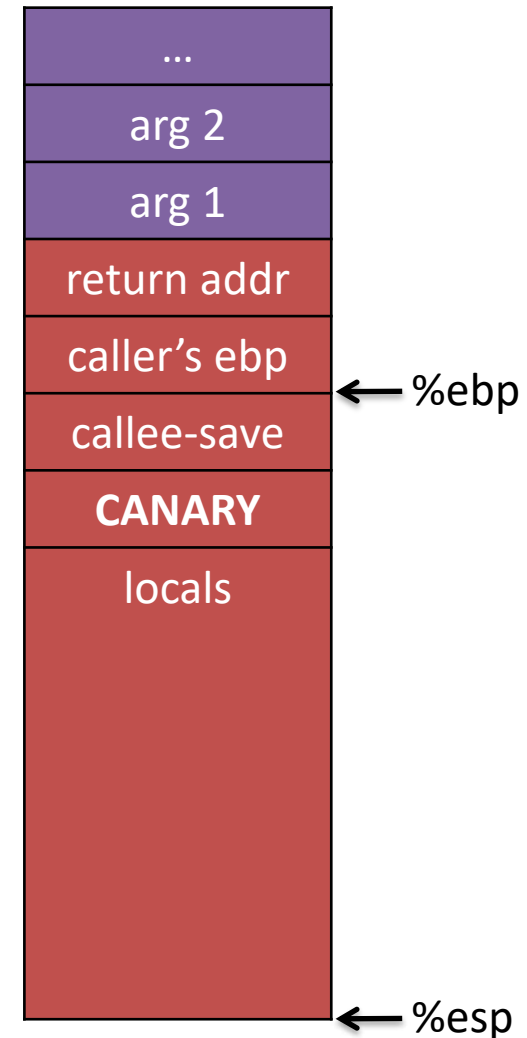 …
arg 2
arg 1
return addr
caller’s ebp
%ebp
callee-save
CANARY
locals
%esp